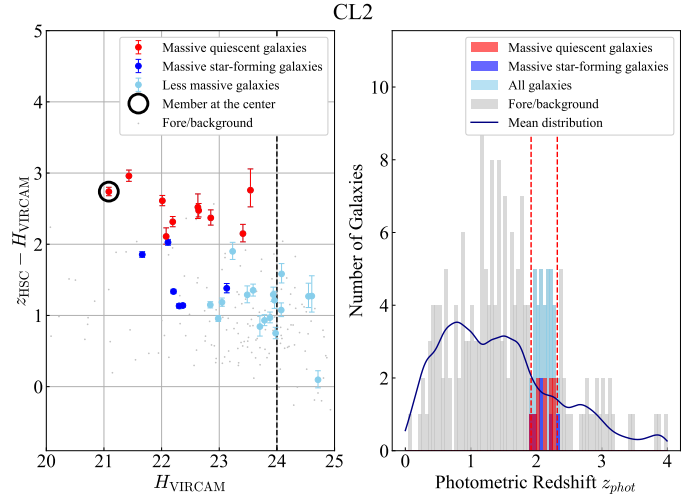 CL2
Massive quiescent galaxies
Massive star-forming galaxies
Less massive galaxies
Member at the center
Fore/background
5
4
3
2
1
0
z_HSC − H_VIRCAM
20
21
22
23
24
25
H_VIRCAM
Massive quiescent galaxies
Massive star-forming galaxies
All galaxies
Fore/background
Mean distribution
10
8
6
4
2
0
Number of Galaxies
0
1
2
3
4
Photometric Redshift z_phot